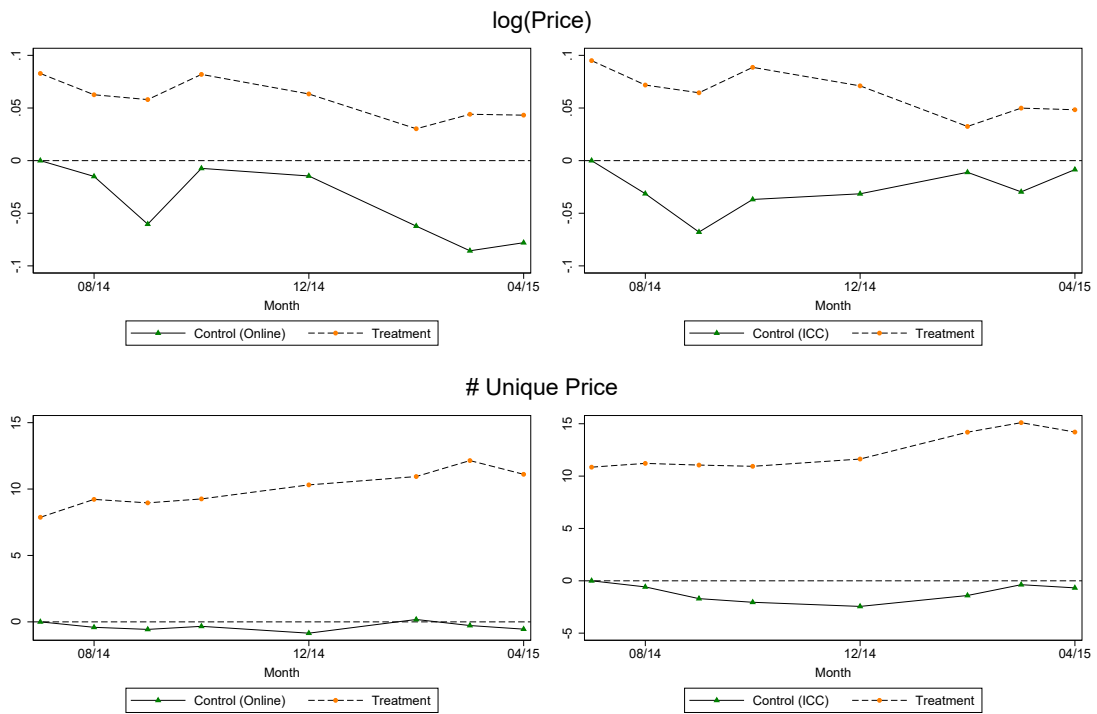 log(Price)
.1
.05
0
-.05
-.1
08/14
12/14
04/15
Month
Control (Online)
Treatment
.1
.05
0
-.05
-.1
08/14
12/14
04/15
Month
Control (ICC)
Treatment
# Unique Price
15
10
5
0
08/14
12/14
04/15
Month
Control (Online)
Treatment
15
10
5
0
-5
08/14
12/14
04/15
Month
Control (ICC)
Treatment